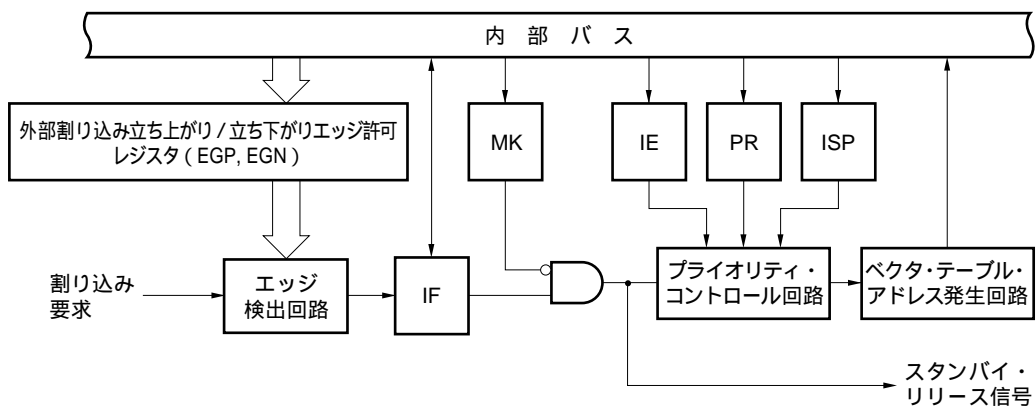 内 部 バ ス
外部割り込み立ち上がり/立ち下がりエッジ許可
レジスタ(EGP, EGN)
MK
IE
PR
ISP
割り込み
要求
エッジ
検出回路
IF
プライオリティ・
コントロール回路
ベクタ・テーブル・
アドレス発生回路
スタンバイ・
リリース信号